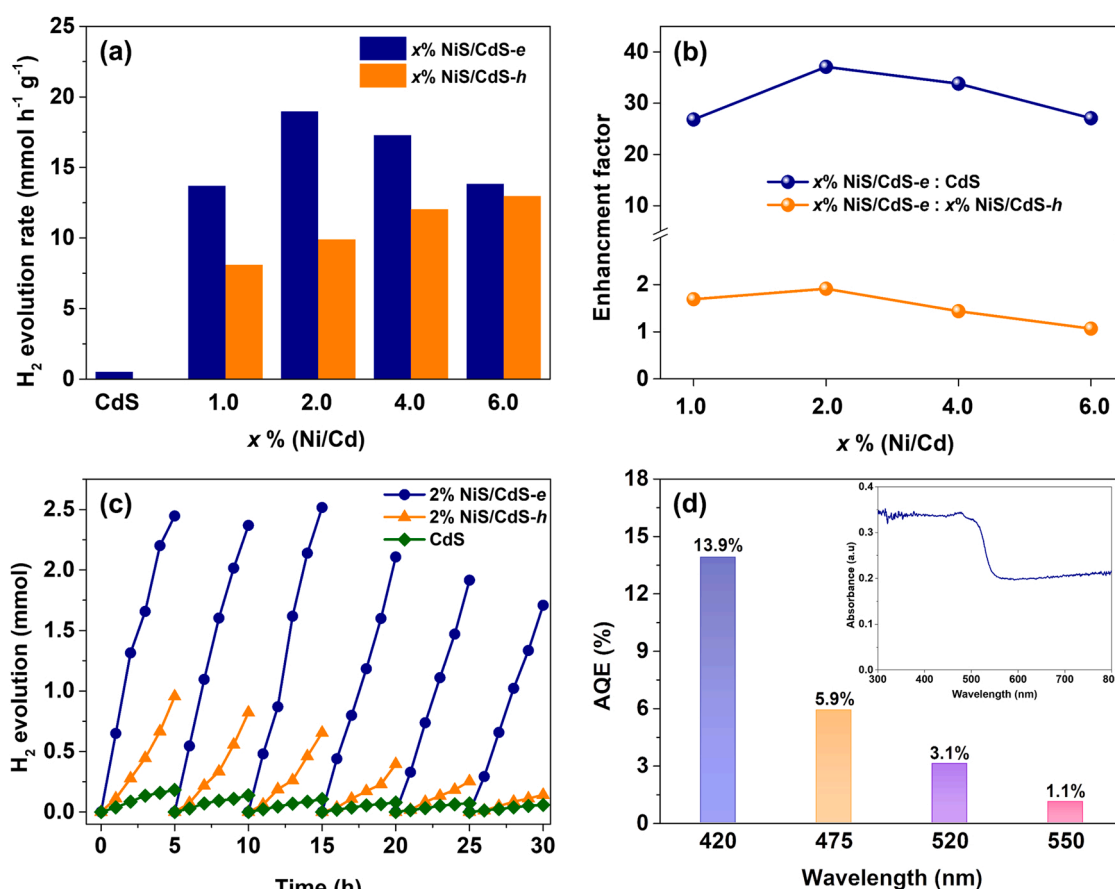 (a)
x% NiS/CdS-e
x% NiS/CdS-h
H₂ evolution rate (mmol h⁻¹ g⁻¹)
25
20
15
10
5
0
CdS 1.0 2.0 4.0 6.0
x % (Ni/Cd)
(b)
x% NiS/CdS-e : CdS
x% NiS/CdS-e : x% NiS/CdS-h
Enhancment factor
40
30
20
10
2
1
0
1.0 2.0 4.0 6.0
x % (Ni/Cd)
(c)
2% NiS/CdS-e
2% NiS/CdS-h
CdS
H₂ evolution (mmol)
2.5
2.0
1.5
1.0
0.5
0.0
0 5 10 15 20 25 30
Time (h)
(d)
AQE (%)
18
15
12
9
6
3
0
13.9%
5.9%
3.1%
1.1%
420 475 520 550
Wavelength (nm)
Absorbance (a.u)
0.4
0.3
0.2
0.1
300 400 500 600 700 80
Wavelength (nm)